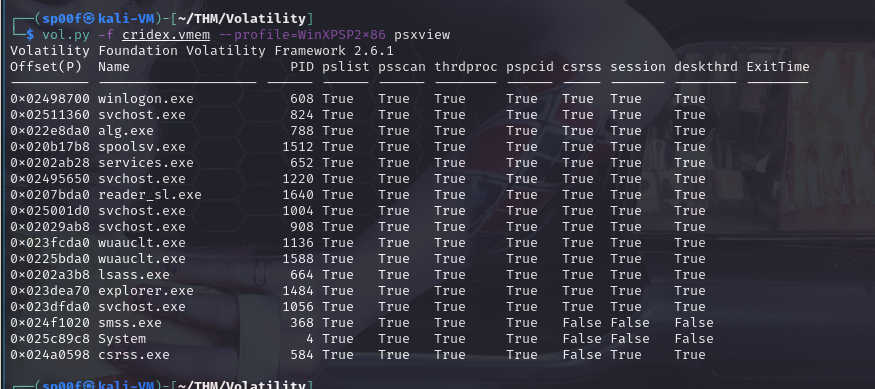 ┌──(sp00f㉿kali-VM)-[~/THM/Volatility]
└─$ vol.py -f cridex.vmem --profile=WinXPSP2×86 psxview
Volatility Foundation Volatility Framework 2.6.1
Offset(P)  Name                    PID pslist psscan thrdproc pspcid csrss session deskthrd ExitTime
---------- -------------------- ------ ------ ------ -------- ------ ----- ------- -------- --------
0×02498700 winlogon.exe            608 True   True   True     True   True  True    True
0×02511360 svchost.exe             824 True   True   True     True   True  True    True
0×022e8da0 alg.exe                 788 True   True   True     True   True  True    True
0×020b17b8 spoolsv.exe            1512 True   True   True     True   True  True    True
0×0202ab28 services.exe            652 True   True   True     True   True  True    True
0×02495650 svchost.exe            1220 True   True   True     True   True  True    True
0×0207bda0 reader_sl.exe          1640 True   True   True     True   True  True    True
0×025001d0 svchost.exe            1004 True   True   True     True   True  True    True
0×02029ab8 svchost.exe             908 True   True   True     True   True  True    True
0×023fcda0 wuauclt.exe            1136 True   True   True     True   True  True    True
0×0225bda0 wuauclt.exe            1588 True   True   True     True   True  True    True
0×0202a3b8 lsass.exe               664 True   True   True     True   True  True    True
0×023dea70 explorer.exe           1484 True   True   True     True   True  True    True
0×023dfda0 svchost.exe            1056 True   True   True     True   True  True    True
0×024f1020 smss.exe                368 True   True   True     True   False False   False
0×025c89c8 System                    4 True   True   True     True   False False   False
0×024a0598 csrss.exe               584 True   True   True     True   False True    True
┌──(sp00f㉿kali-VM)-[~/THM/Volatility]